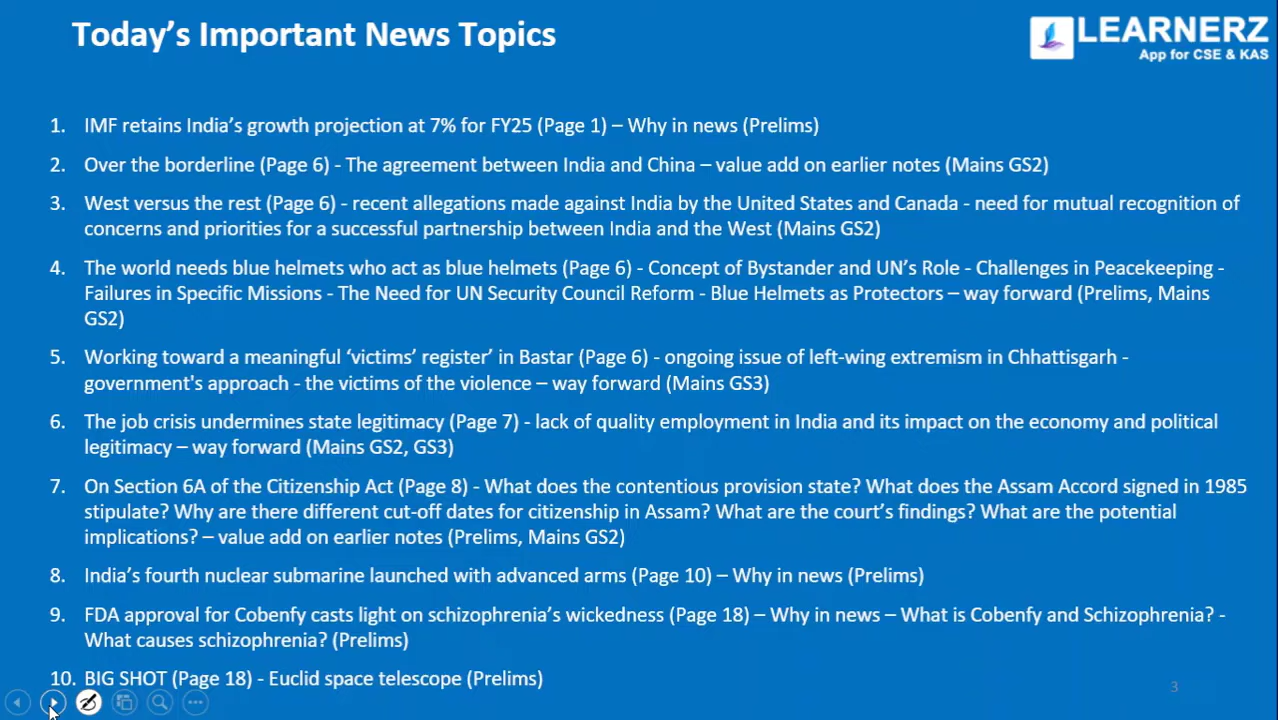 Today's Important News Topics
LEARNERZ
App for CSE & KAS
1. IMF retains India's growth projection at 7% for FY25 (Page 1) – Why in news (Prelims)
2. Over the borderline (Page 6) - The agreement between India and China – value add on earlier notes (Mains GS2)
3. West versus the rest (Page 6) - recent allegations made against India by the United States and Canada - need for mutual recognition of
concerns and priorities for a successful partnership between India and the West (Mains GS2)
4. The world needs blue helmets who act as blue helmets (Page 6) - Concept of Bystander and UN's Role - Challenges in Peacekeeping -
Failures in Specific Missions - The Need for UN Security Council Reform - Blue Helmets as Protectors – way forward (Prelims, Mains
GS2)
5. Working toward a meaningful ‘victims’ register’ in Bastar (Page 6) - ongoing issue of left-wing extremism in Chhattisgarh -
government's approach - the victims of the violence – way forward (Mains GS3)
6. The job crisis undermines state legitimacy (Page 7) - lack of quality employment in India and its impact on the economy and political
legitimacy – way forward (Mains GS2, GS3)
7. On Section 6A of the Citizenship Act (Page 8) - What does the contentious provision state? What does the Assam Accord signed in 1985
stipulate? Why are there different cut-off dates for citizenship in Assam? What are the court's findings? What are the potential
implications? – value add on earlier notes (Prelims, Mains GS2)
8. India's fourth nuclear submarine launched with advanced arms (Page 10) – Why in news (Prelims)
9. FDA approval for Cobenfy casts light on schizophrenia's wickedness (Page 18) – Why in news – What is Cobenfy and Schizophrenia? -
What causes schizophrenia? (Prelims)
10. BIG SHOT (Page 18) - Euclid space telescope (Prelims)
3